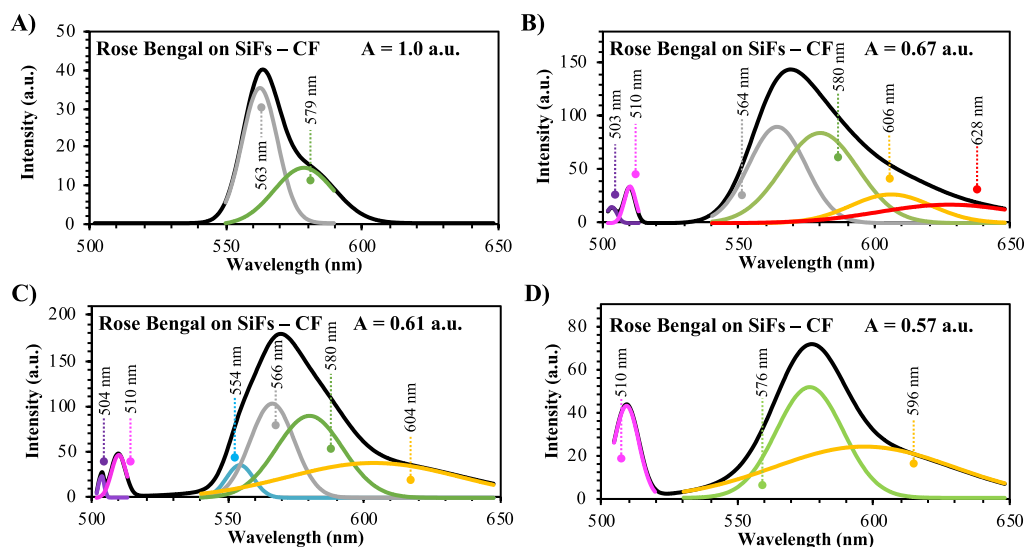 A)
Rose Bengal on SiFs – CF A = 1.0 a.u.
Intensity (a.u.)
50
40
30
20
10
0
563 nm
579 nm
500 550 600 650
Wavelength (nm)
B)
Rose Bengal on SiFs – CF A = 0.67 a.u.
Intensity (a.u.)
150
100
50
0
503 nm
510 nm
564 nm
580 nm
606 nm
628 nm
500 550 600 650
Wavelength (nm)
C)
Rose Bengal on SiFs – CF A = 0.61 a.u.
Intensity (a.u.)
200
150
100
50
0
504 nm
510 nm
554 nm
566 nm
580 nm
604 nm
500 550 600 650
Wavelength (nm)
D)
Rose Bengal on SiFs – CF A = 0.57 a.u.
Intensity (a.u.)
80
60
40
20
0
510 nm
576 nm
596 nm
500 550 600 650
Wavelength (nm)